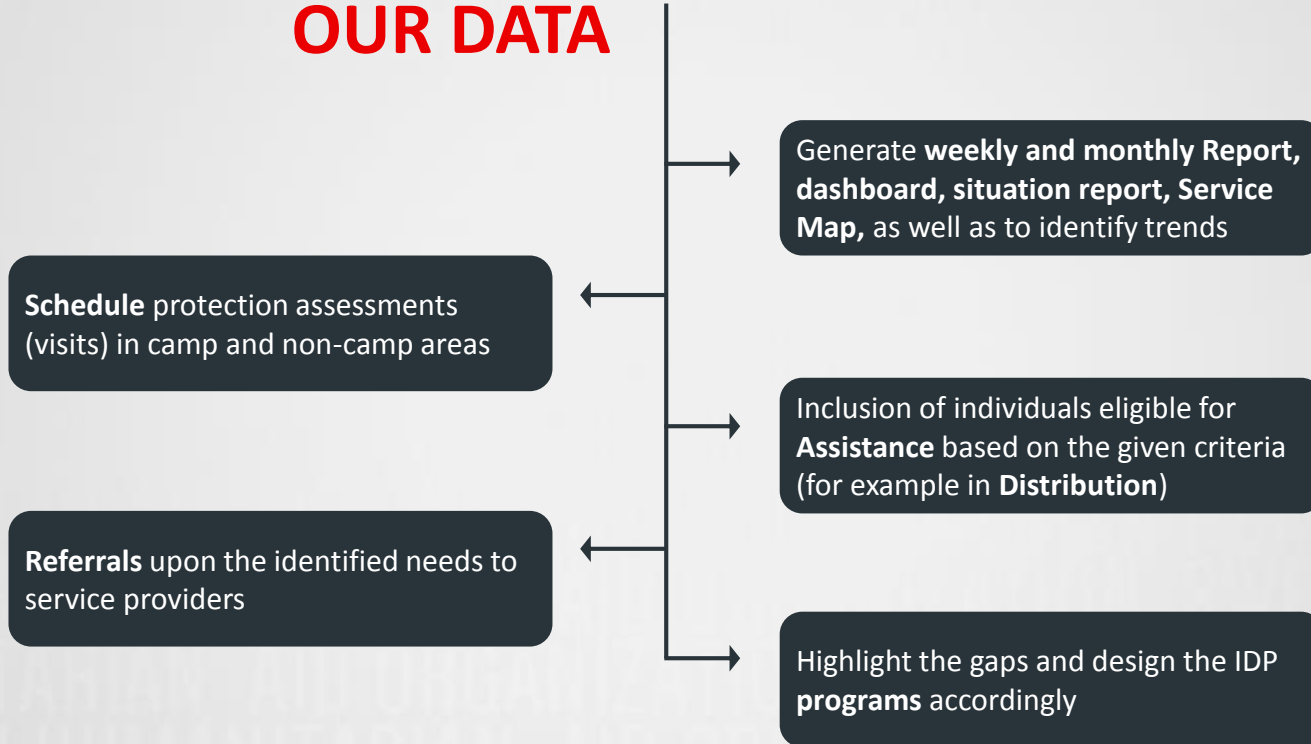 OUR DATA
Generate weekly and monthly Report,
dashboard, situation report, Service
Map, as well as to identify trends
Schedule protection assessments
(visits) in camp and non-camp areas
Inclusion of individuals eligible for
Assistance based on the given criteria
(for example in Distribution)
Referrals upon the identified needs to
service providers
Highlight the gaps and design the IDP
programs accordingly